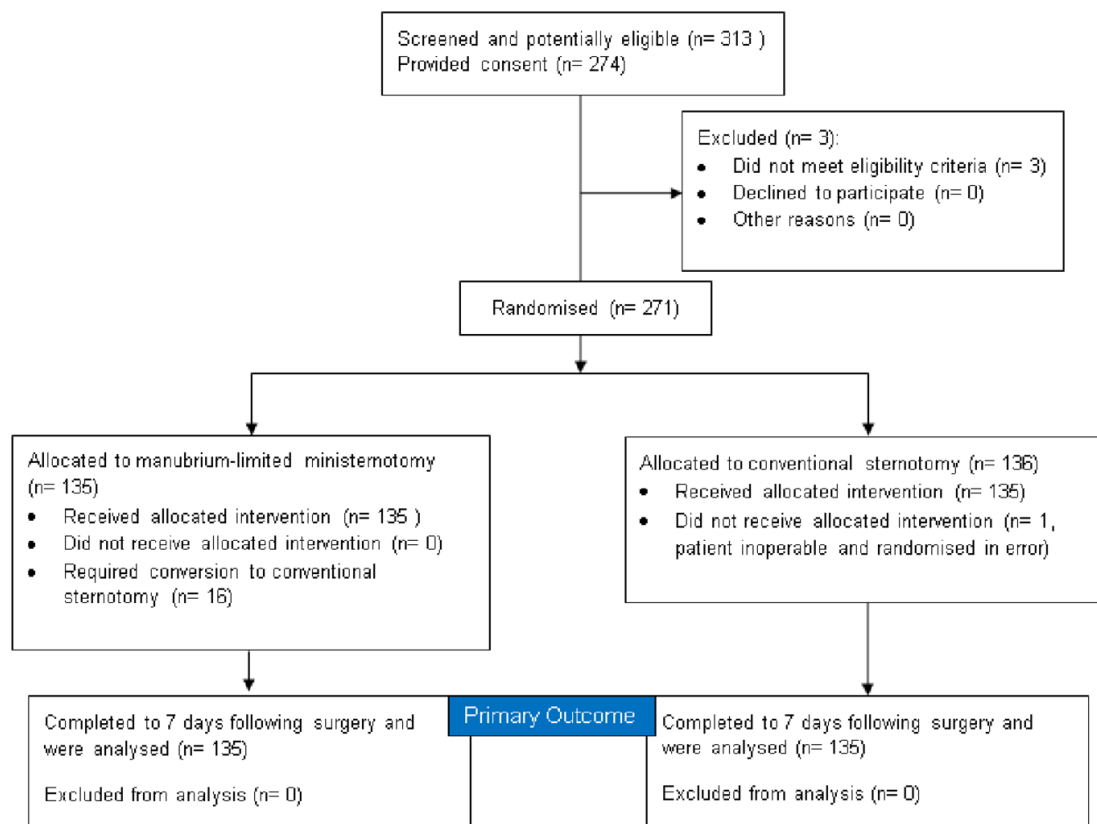 Screened and potentially eligible (n= 313 )
Provided consent (n= 274)
Excluded (n= 3):
• Did not meet eligibility criteria (n= 3)
• Declined to participate (n= 0)
• Other reasons (n= 0)
Randomised (n= 271)
Allocated to manubrium-limited ministernotomy
(n= 135)
• Received allocated intervention (n= 135 )
• Did not receive allocated intervention (n= 0)
• Required conversion to conventional
sternotomy (n= 16)
Allocated to conventional sternotomy (n= 136)
• Received allocated intervention (n= 135)
• Did not receive allocated intervention (n= 1,
patient inoperable and randomised in error)
Primary Outcome
Completed to 7 days following surgery and
were analysed (n= 135)
Excluded from analysis (n= 0)
Completed to 7 days following surgery and
were analysed (n= 135)
Excluded from analysis (n= 0)